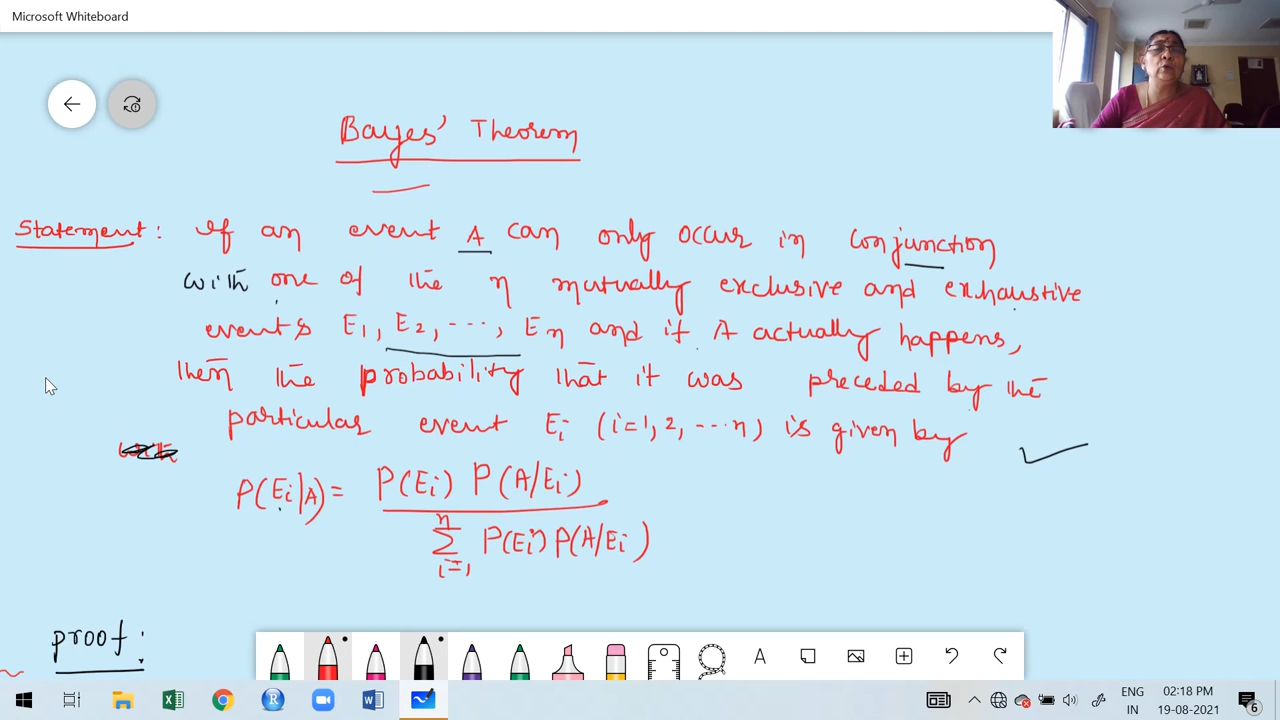 Microsoft Whiteboard
Bayes' Theorem
Statement: If an event A can only occur in conjunction
with one of the n mutually exclusive and exhaustive
events E1, E2, ..., En and if A actually happens,
then the probability that it was preceded by the
particular event Ei (i=1, 2, ...n) is given by
P(Ei|A) = P(Ei) P(A/Ei)
n
∑ P(Ei) P(A/Ei)
i=1
proof:
A
ENG 02:18 PM
IN 19-08-2021 6